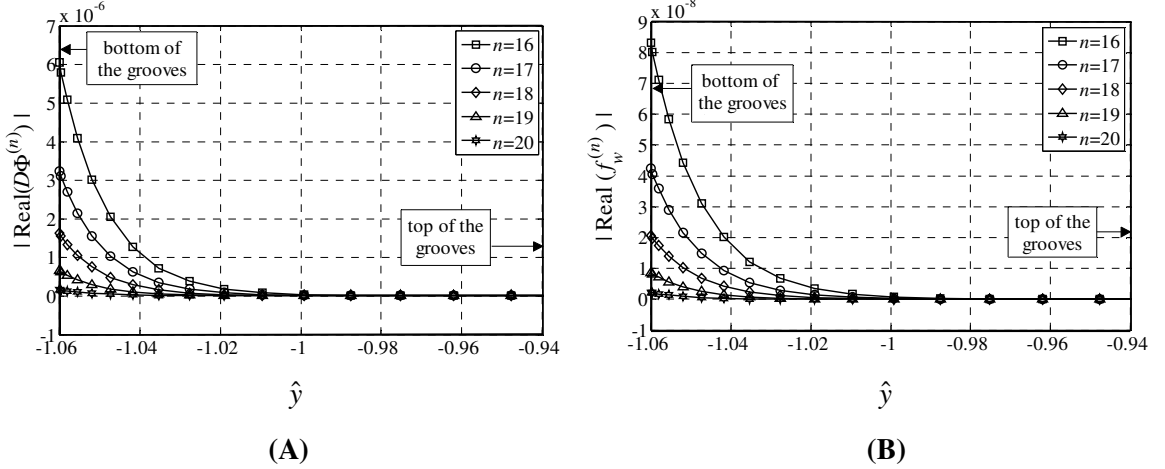 7 x 10^-6
6
5
4
3
2
1
0
-1
| Real(DΦ^(n)) |
bottom of
the grooves
n=16
n=17
n=18
n=19
n=20
top of the
grooves
-1.06 -1.04 -1.02 -1 -0.98 -0.96 -0.94
ŷ
(A)
9 x 10^-8
8
7
6
5
4
3
2
1
0
-1
| Real (f_w^(n)) |
bottom of
the grooves
n=16
n=17
n=18
n=19
n=20
top of the
grooves
-1.06 -1.04 -1.02 -1 -0.98 -0.96 -0.94
ŷ
(B)